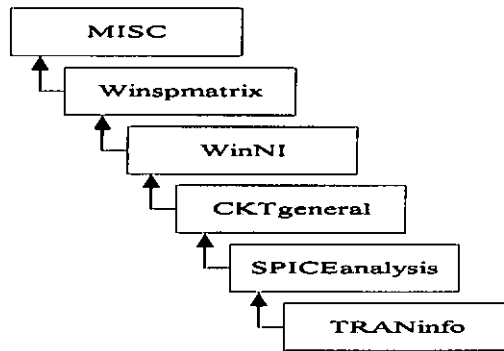 MISC
Winspmatrix
WinNI
CKTgeneral
SPICEanalysis
TRANinfo